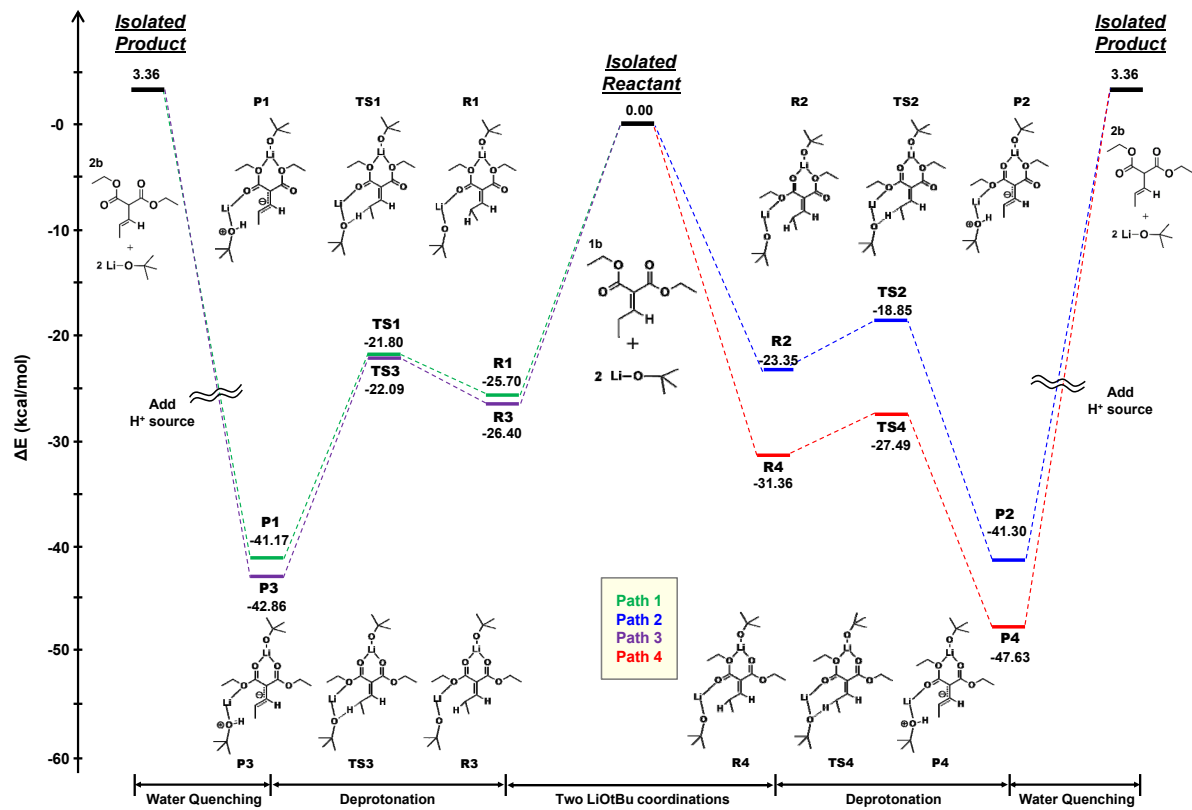 Isolated
Product
3.36
Isolated
Reactant
0.00
Isolated
Product
3.36
P1
TS1
R1
R2
TS2
P2
2b
+
2 Li-O
1b
+
2 Li-O
2b
+
2 Li-O
ΔE (kcal/mol)
-0
-10
-20
-30
-40
-50
-60
TS1
-21.80
TS3
-22.09
R1
-25.70
R3
-26.40
R2
-23.35
TS2
-18.85
R4
-31.36
TS4
-27.49
Add
H⁺ source
Add
H⁺ source
P1
-41.17
P3
-42.86
P2
-41.30
P4
-47.63
Path 1
Path 2
Path 3
Path 4
P3
TS3
R3
R4
TS4
P4
Water Quenching
Deprotonation
Two LiOtBu coordinations
Deprotonation
Water Quenching